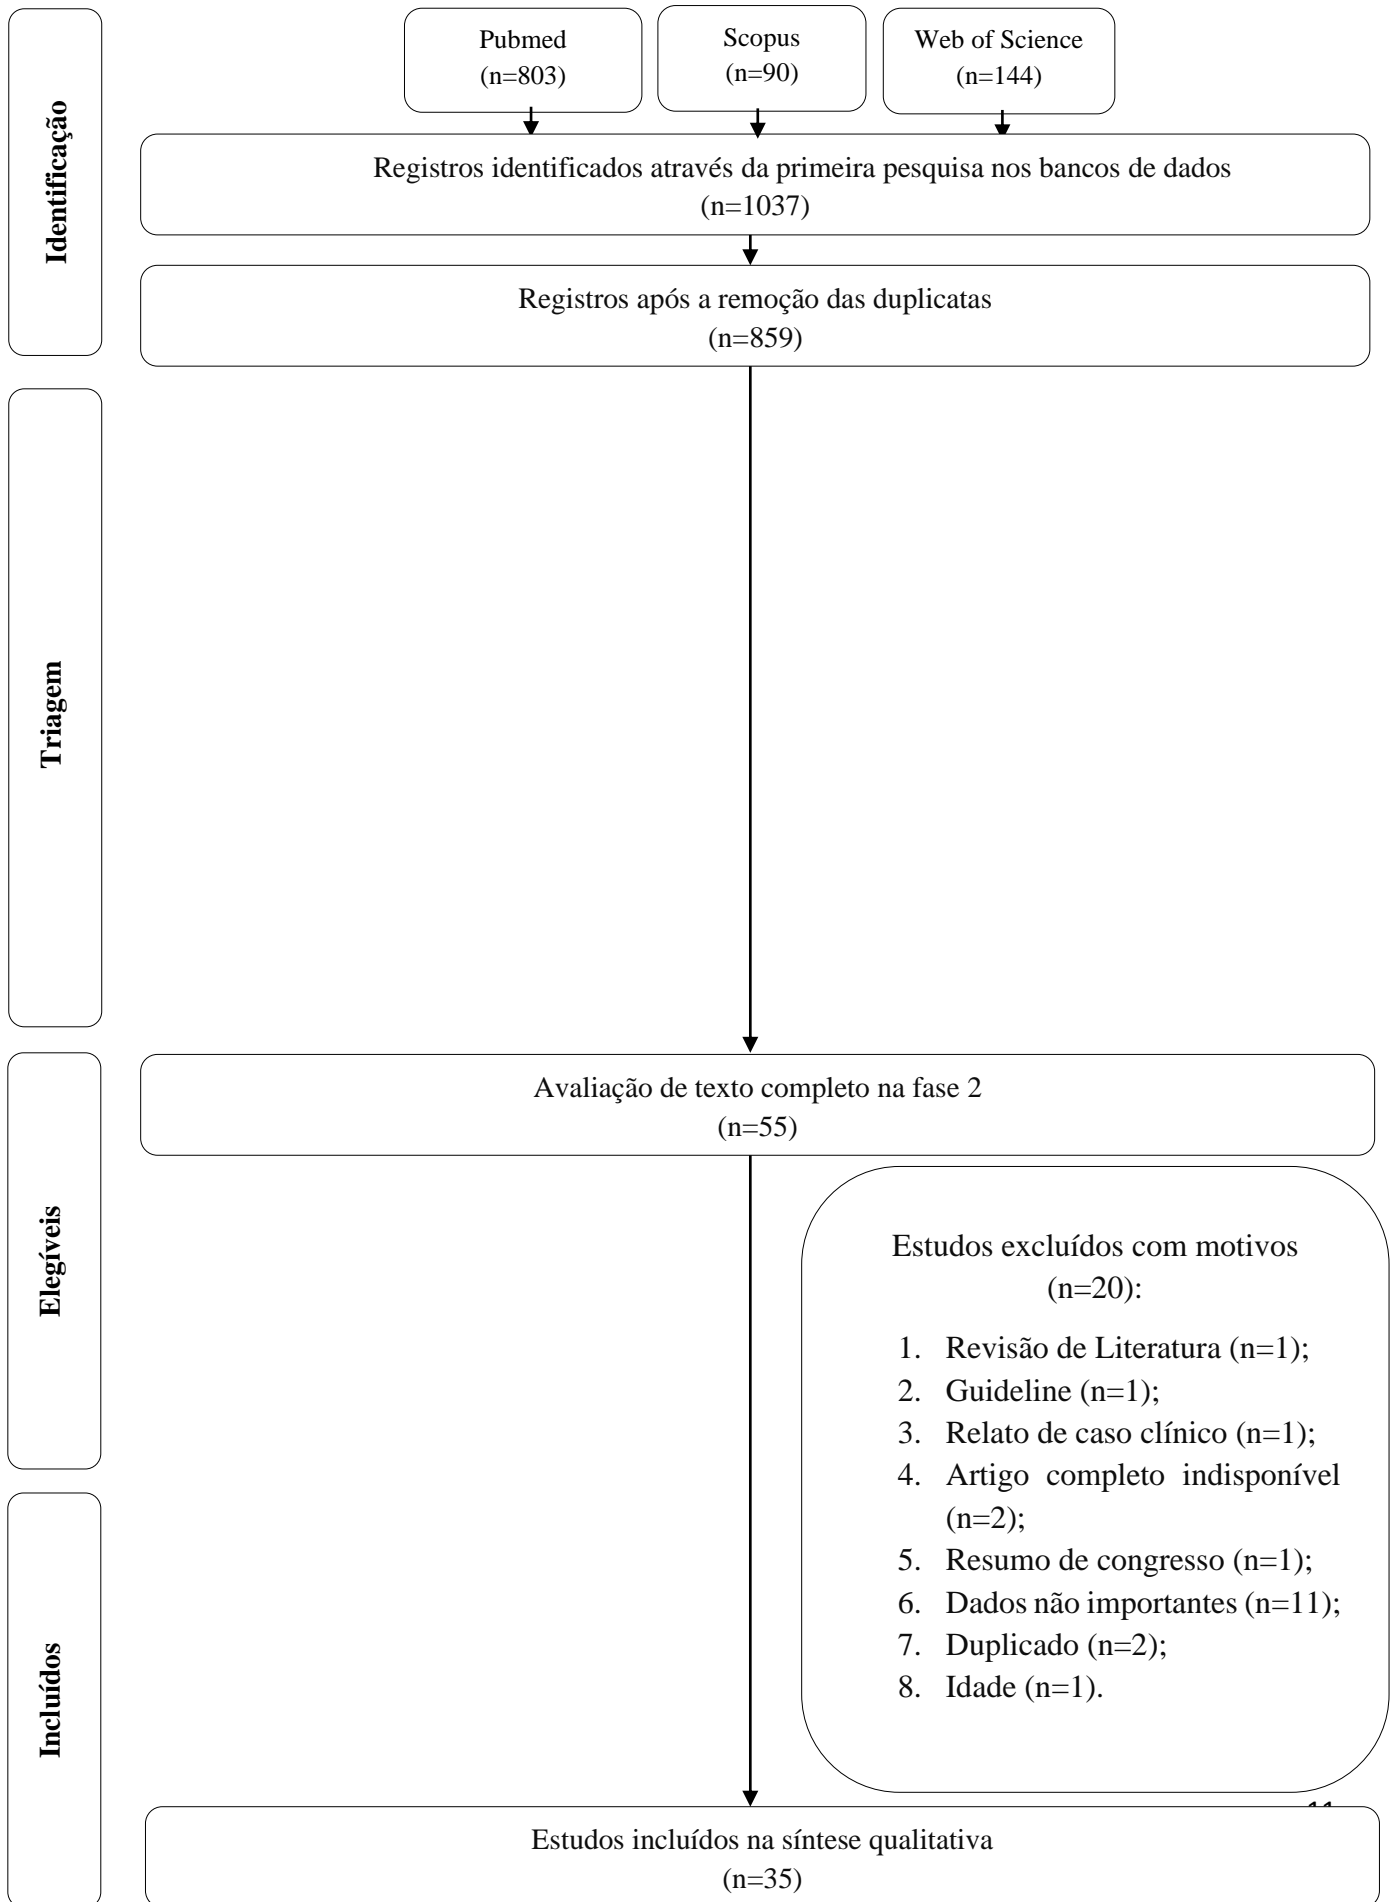 Pubmed
(n=803)
Scopus
(n=90)
Web of Science
(n=144)
Identificação
Registros identificados através da primeira pesquisa nos bancos de dados
(n=1037)
Registros após a remoção das duplicatas
(n=859)
Triagem
Avaliação de texto completo na fase 2
(n=55)
Elegíveis
Estudos excluídos com motivos
(n=20):
1. Revisão de Literatura (n=1);
2. Guideline (n=1);
3. Relato de caso clínico (n=1);
4. Artigo completo indisponível
(n=2);
5. Resumo de congresso (n=1);
6. Dados não importantes (n=11);
7. Duplicado (n=2);
8. Idade (n=1).
Incluídos
Estudos incluídos na síntese qualitativa
(n=35)